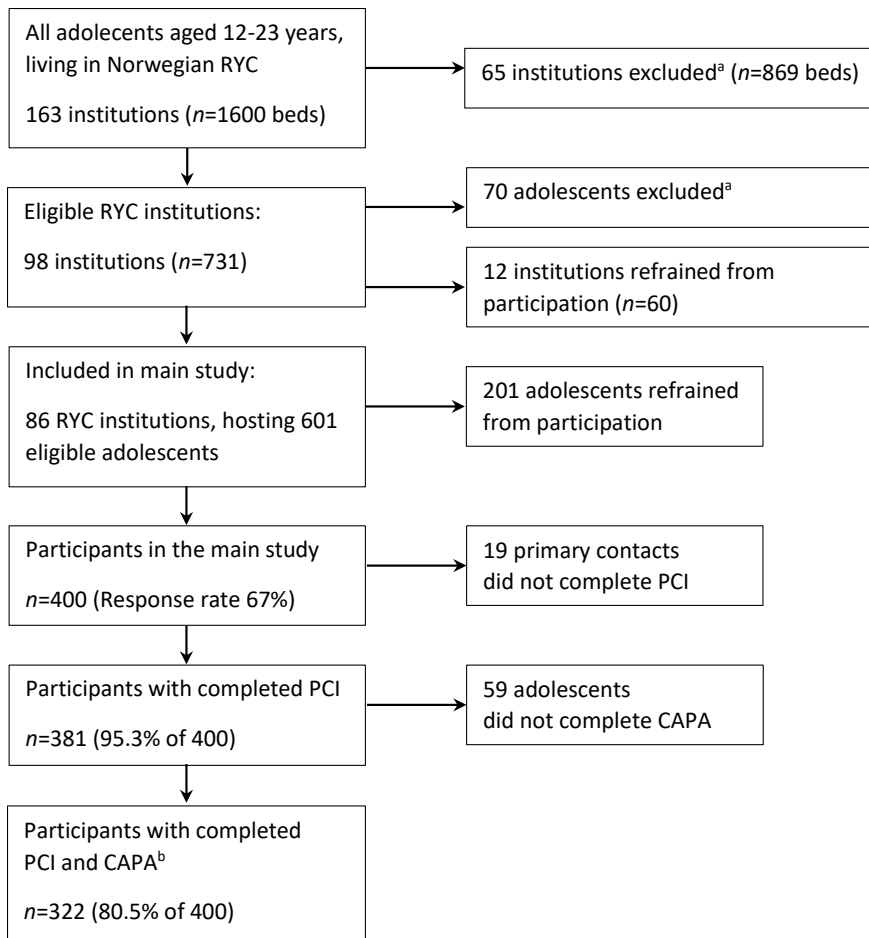 All adolecents aged 12-23 years,
living in Norwegian RYC
163 institutions (n=1600 beds)
65 institutions excludedᵃ (n=869 beds)
Eligible RYC institutions:
98 institutions (n=731)
70 adolescents excludedᵃ
12 institutions refrained from
participation (n=60)
Included in main study:
86 RYC institutions, hosting 601
eligible adolescents
201 adolescents refrained
from participation
Participants in the main study
n=400 (Response rate 67%)
19 primary contacts
did not complete PCI
Participants with completed PCI
n=381 (95.3% of 400)
59 adolescents
did not complete CAPA
Participants with completed
PCI and CAPAᵇ
n=322 (80.5% of 400)